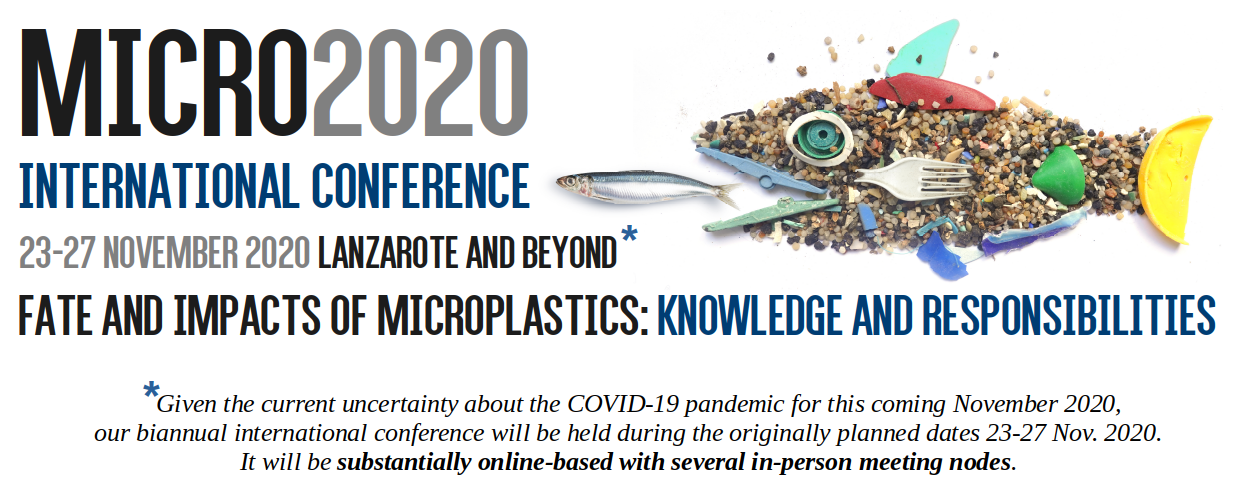 MICRO2020
INTERNATIONAL CONFERENCE
23-27 NOVEMBER 2020 LANZAROTE AND BEYOND*
FATE AND IMPACTS OF MICROPLASTICS: KNOWLEDGE AND RESPONSIBILITIES
*Given the current uncertainty about the COVID-19 pandemic for this coming November 2020,
our biannual international conference will be held during the originally planned dates 23-27 Nov. 2020.
It will be substantially online-based with several in-person meeting nodes.